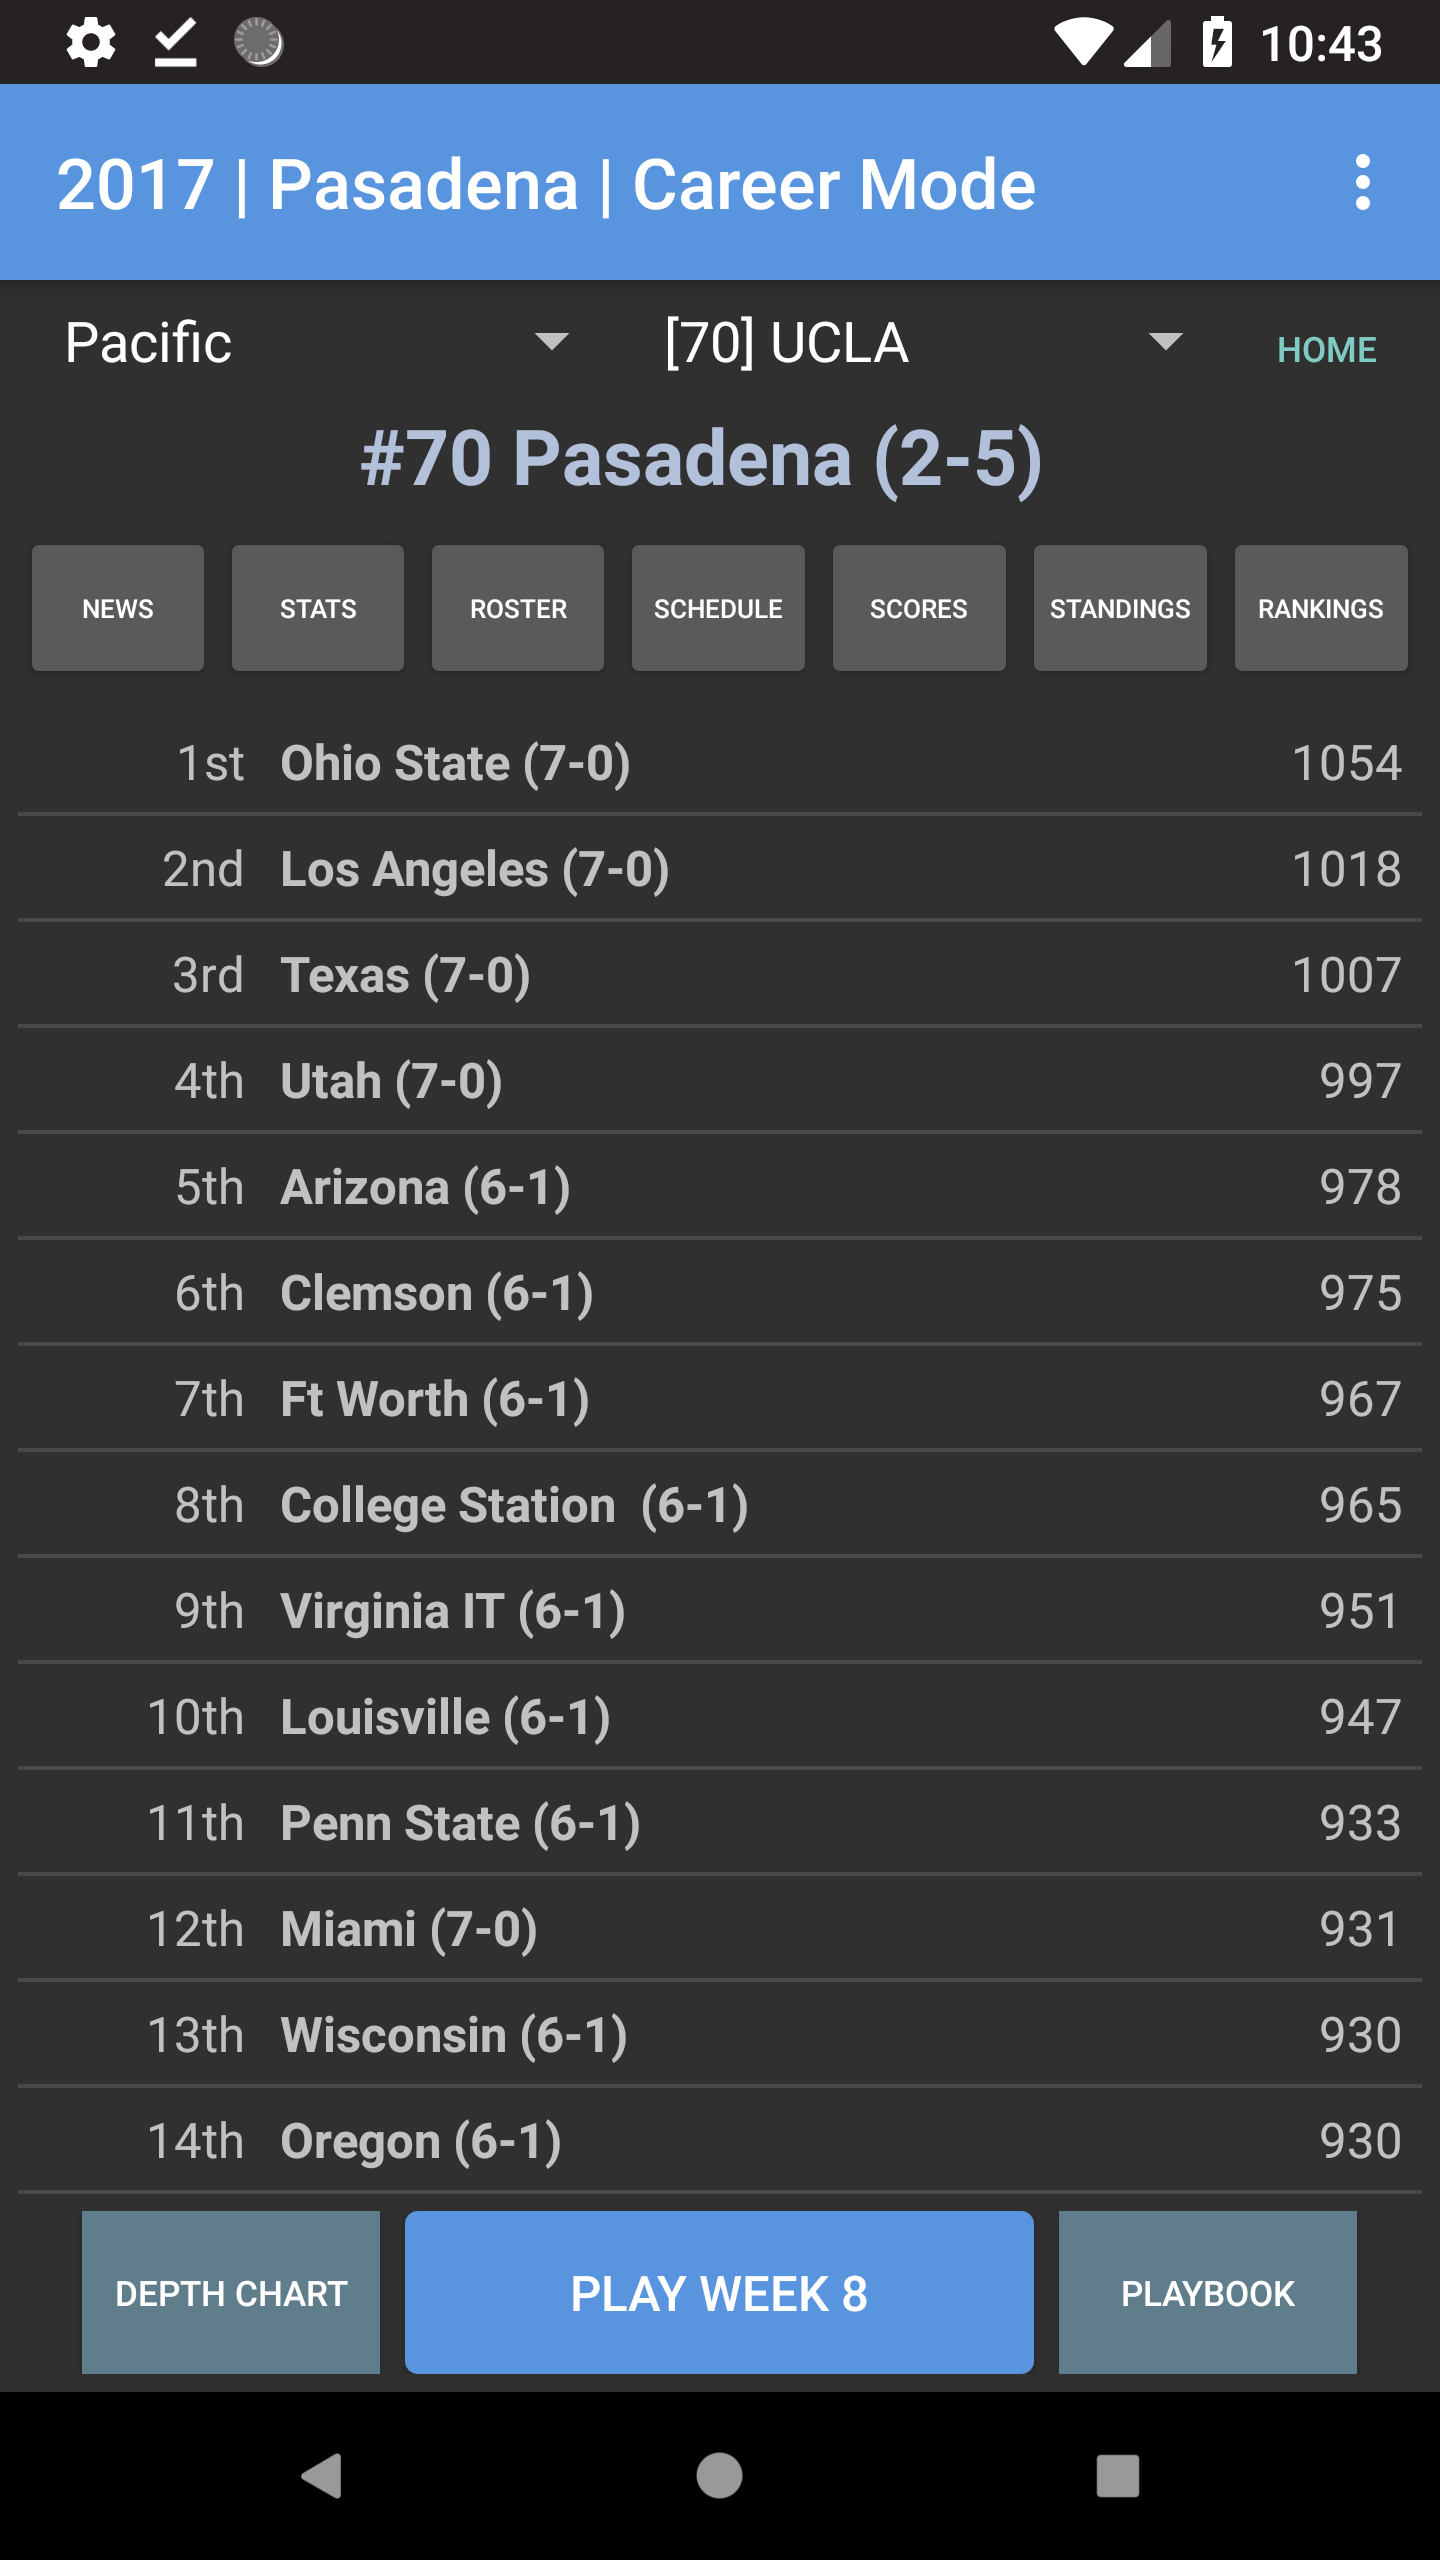 10:43
2017 | Pasadena | Career Mode
Pacific [70] UCLA HOME
#70 Pasadena (2-5)
NEWS STATS ROSTER SCHEDULE SCORES STANDINGS RANKINGS
1st Ohio State (7-0) 1054
2nd Los Angeles (7-0) 1018
3rd Texas (7-0) 1007
4th Utah (7-0) 997
5th Arizona (6-1) 978
6th Clemson (6-1) 975
7th Ft Worth (6-1) 967
8th College Station  (6-1) 965
9th Virginia IT (6-1) 951
10th Louisville (6-1) 947
11th Penn State (6-1) 933
12th Miami (7-0) 931
13th Wisconsin (6-1) 930
14th Oregon (6-1) 930
DEPTH CHART PLAY WEEK 8 PLAYBOOK